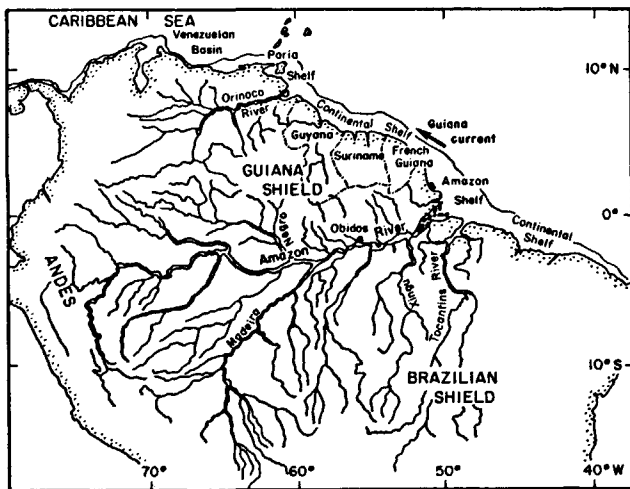 CARIBBEAN SEA
Venezuelan
Basin
Poria
Shelf
10°N
Orinoco
River
Continental Shelf
Guiana
current
Guyana
Suriname
French
Guiana
GUIANA
SHIELD
Amazon
Shelf
Negro
Obidos
River
0°
Continental
Shelf
Amazon
ANDES
Madeira
Xingu
River
Tocantins
10°S
BRAZILIAN
SHIELD
70°
60°
50°
40°W